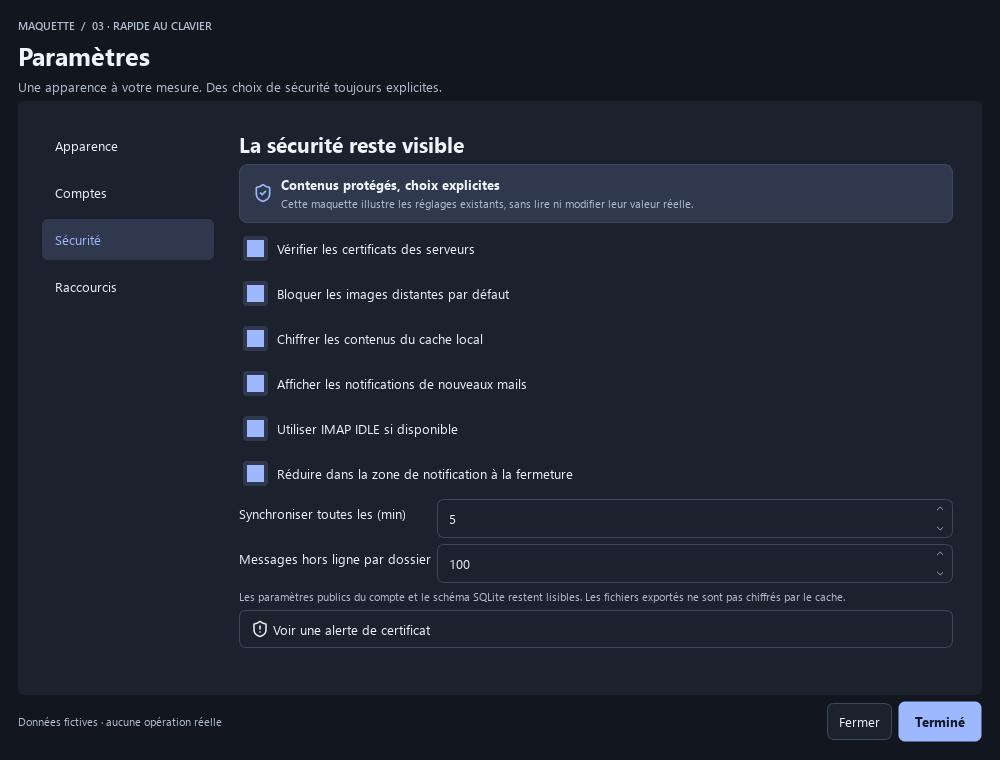 MAQUETTE / 03 · RAPIDE AU CLAVIER
Paramètres
Une apparence à votre mesure. Des choix de sécurité toujours explicites.
Apparence
Comptes
Sécurité
Raccourcis
La sécurité reste visible
Contenus protégés, choix explicites
Cette maquette illustre les réglages existants, sans lire ni modifier leur valeur réelle.
Vérifier les certificats des serveurs
Bloquer les images distantes par défaut
Chiffrer les contenus du cache local
Afficher les notifications de nouveaux mails
Utiliser IMAP IDLE si disponible
Réduire dans la zone de notification à la fermeture
Synchroniser toutes les (min) 5
Messages hors ligne par dossier 100
Les paramètres publics du compte et le schéma SQLite restent lisibles. Les fichiers exportés ne sont pas chiffrés par le cache.
Voir une alerte de certificat
Données fictives · aucune opération réelle
Fermer Terminé